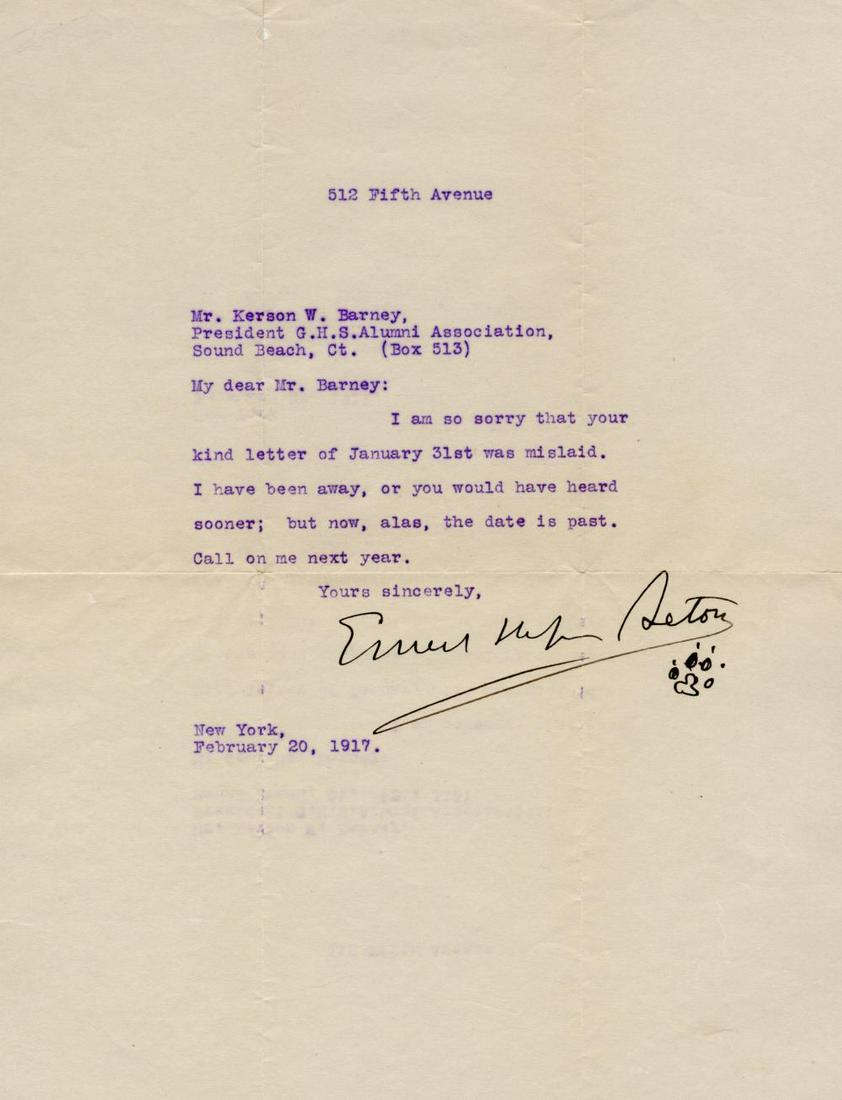 512 Fifth Avenue
Mr. Kerson W. Barney,
President G.H.S.Alumni Association,
Sound Beach, Ct.  (Box 513)
My dear Mr. Barney:
I am so sorry that your
kind letter of January 31st was mislaid.
I have been away, or you would have heard
sooner;  but now, alas, the date is past.
Call on me next year.
Yours sincerely,
Ernest Thompson Seton
New York,
February 20, 1917.